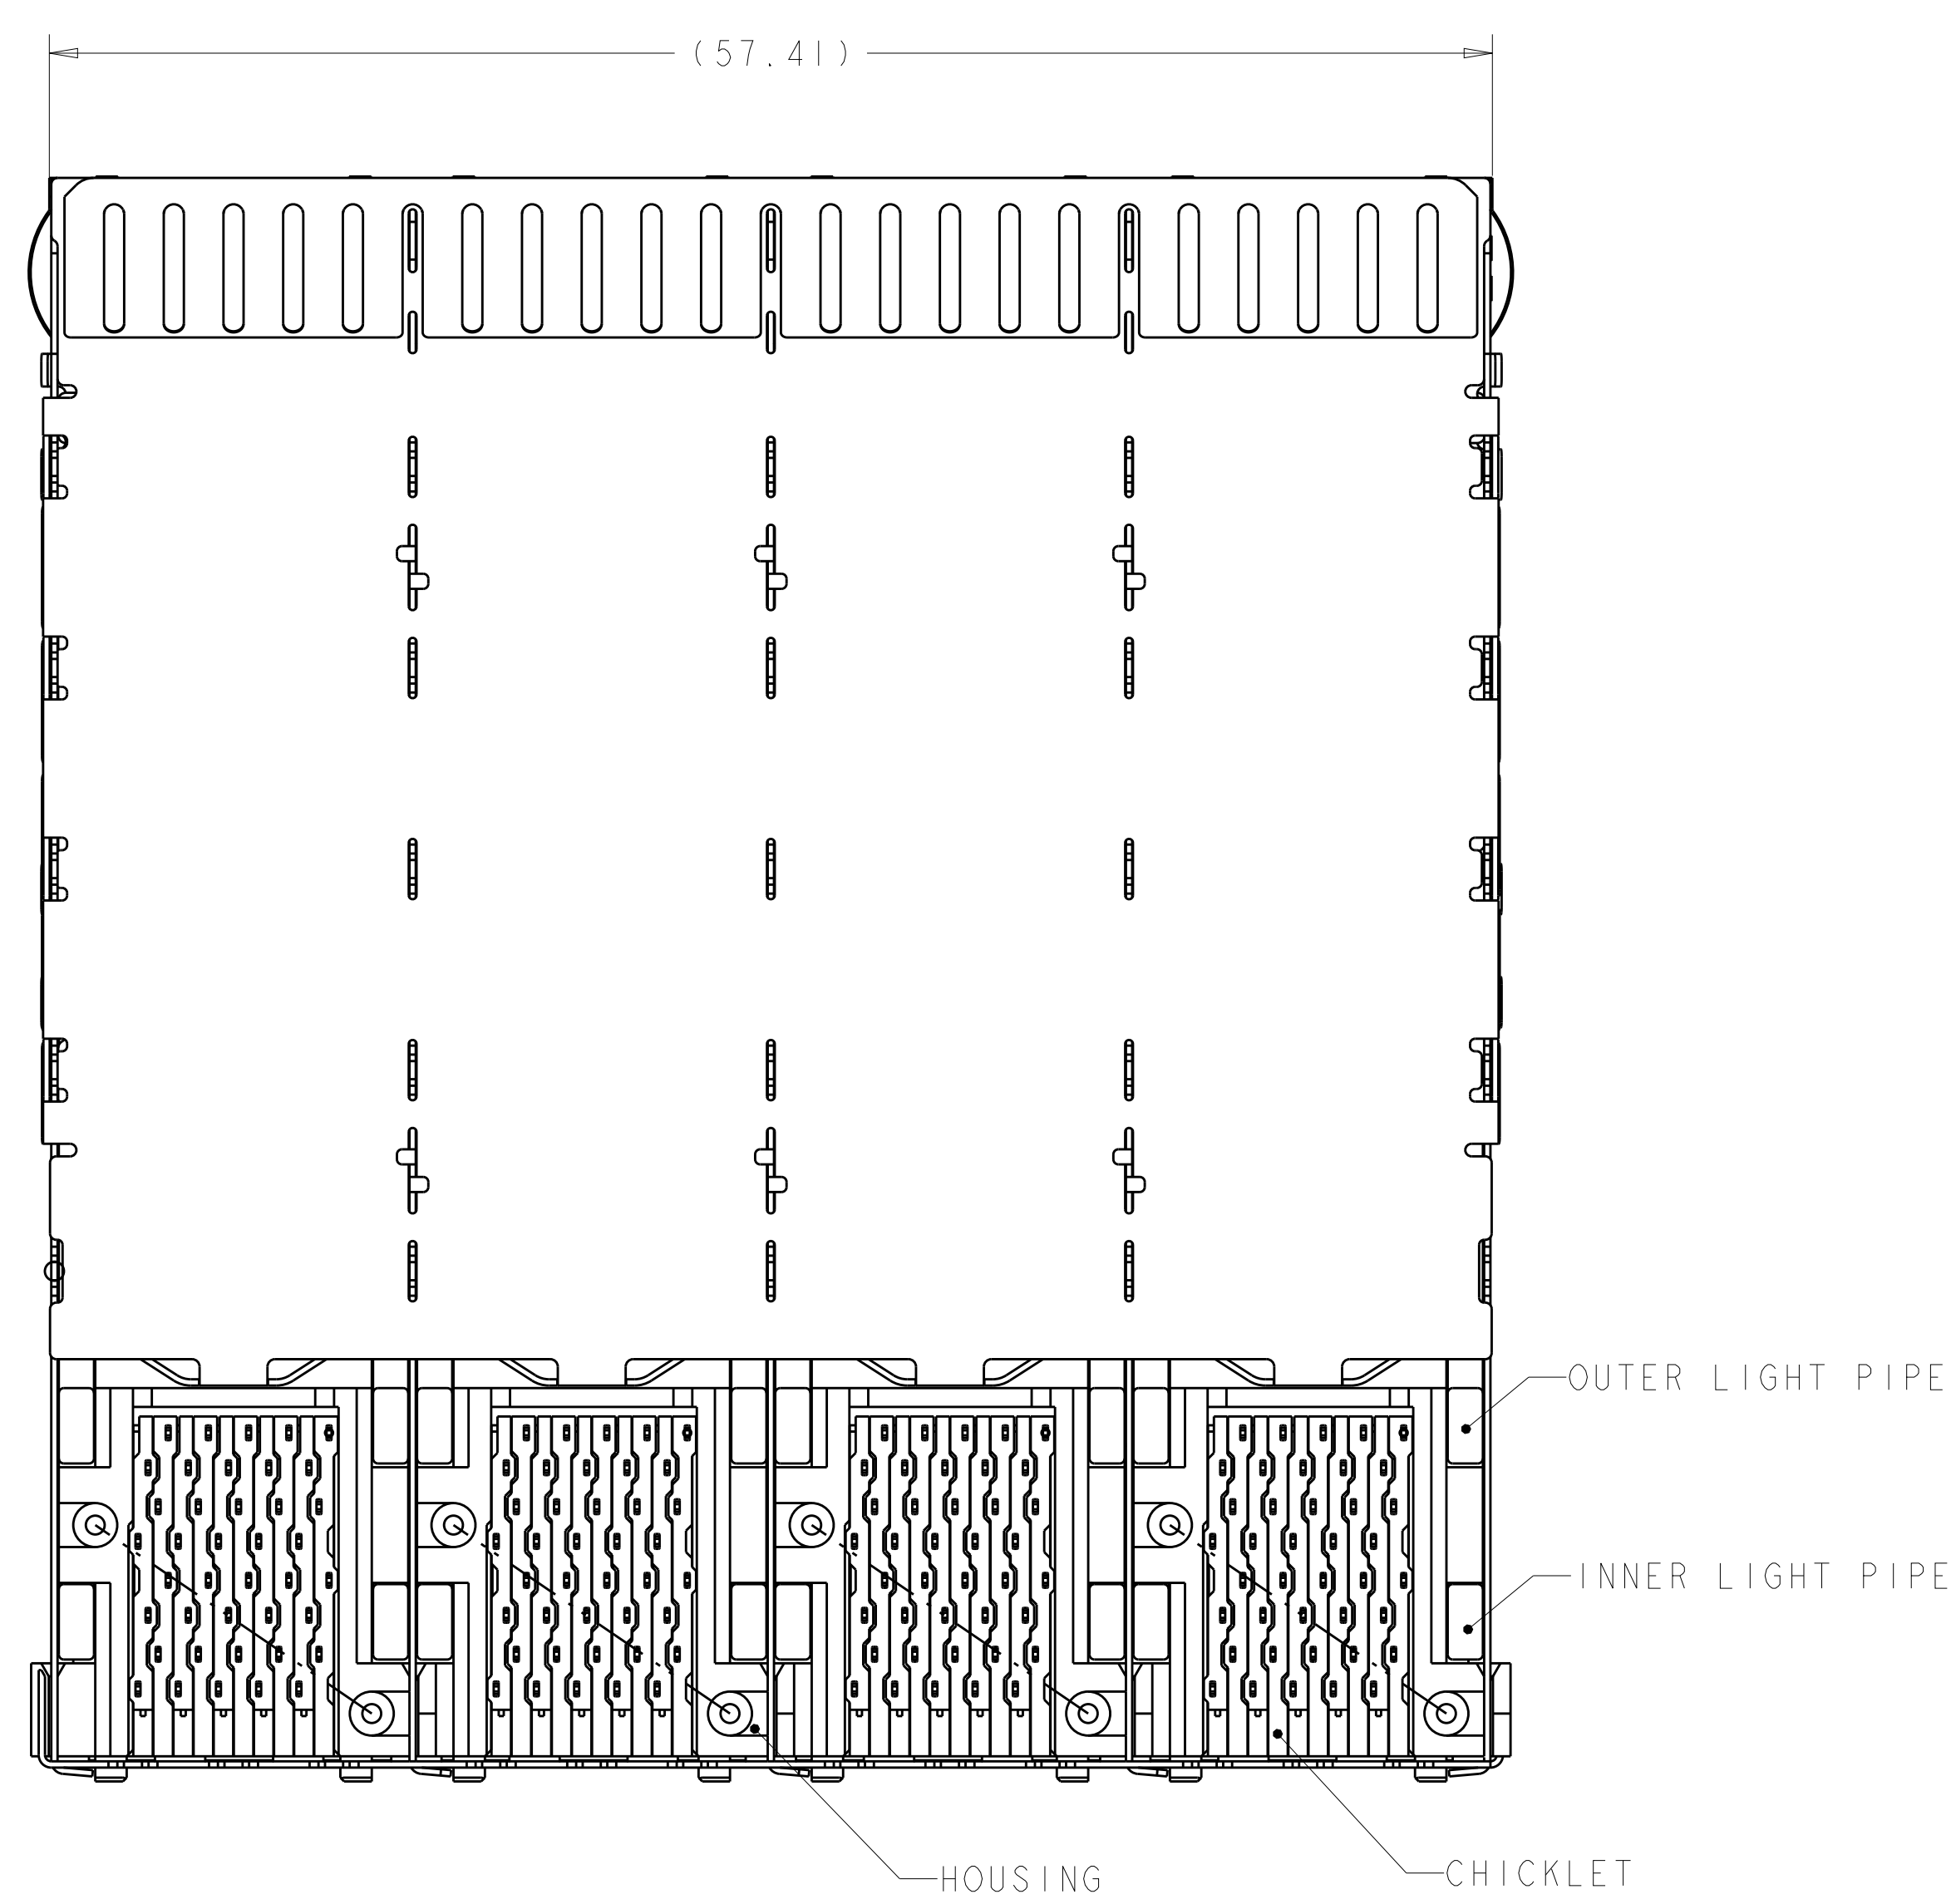 (57.41)
OUTER LIGHT PIPE
INNER LIGHT PIPE
HOUSING
CHICKLET